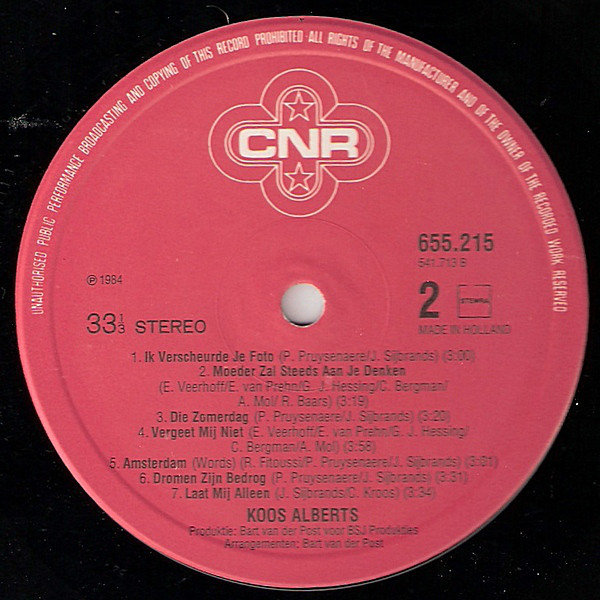 UNAUTHORISED PUBLIC PERFORMANCE BROADCASTING AND COPYING OF THIS RECORD PROHIBITED · ALL RIGHTS OF THE MANUFACTURER AND OF THE OWNER OF THE RECORDED WORK RESERVED
CNR
655.215
541.713 B
℗ 1984
2
STEMRA
33 1/3 STEREO
MADE IN HOLLAND
1. Ik Verscheurde Je Foto (P. Pruysenaere/J. Sijbrands) (3:00)
2. Moeder Zal Steeds Aan Je Denken
(E. Veerhoff/E. van Prehn/G. J. Hessing/C. Bergman/
A. Mol/ R. Baars) (3:19)
3. Die Zomerdag (P. Pruysenaere/J. Sijbrands) (3:20)
4. Vergeet Mij Niet (E. Veerhoff/E. van Prehn/G. J. Hessing/
C. Bergman/A. Mol) (3:58)
5. Amsterdam (Words) (R. Fitoussi/P. Pruysenaere/J. Sijbrands) (3:01)
6. Dromen Zijn Bedrog (P. Pruysenaere/J. Sijbrands) (3:31)
7. Laat Mij Alleen (J. Sijbrands/C. Kroos) (3:34)
KOOS ALBERTS
Produktie: Bart van der Post voor BSJ Produkties
Arrangementen: Bart van der Post